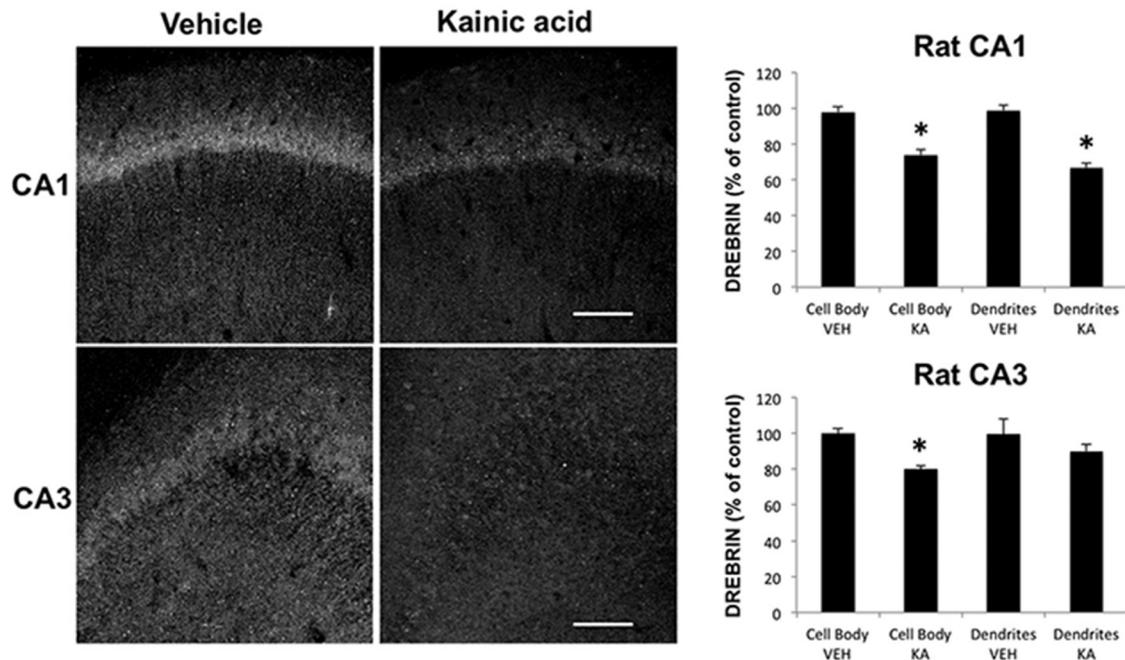 Vehicle
Kainic acid
CA1
CA3
Rat CA1
DREBRIN (% of control)
120
100
80
60
40
20
0
*
*
Cell Body
VEH
Cell Body
KA
Dendrites
VEH
Dendrites
KA
Rat CA3
DREBRIN (% of control)
120
100
80
60
40
20
0
*
Cell Body
VEH
Cell Body
KA
Dendrites
VEH
Dendrites
KA